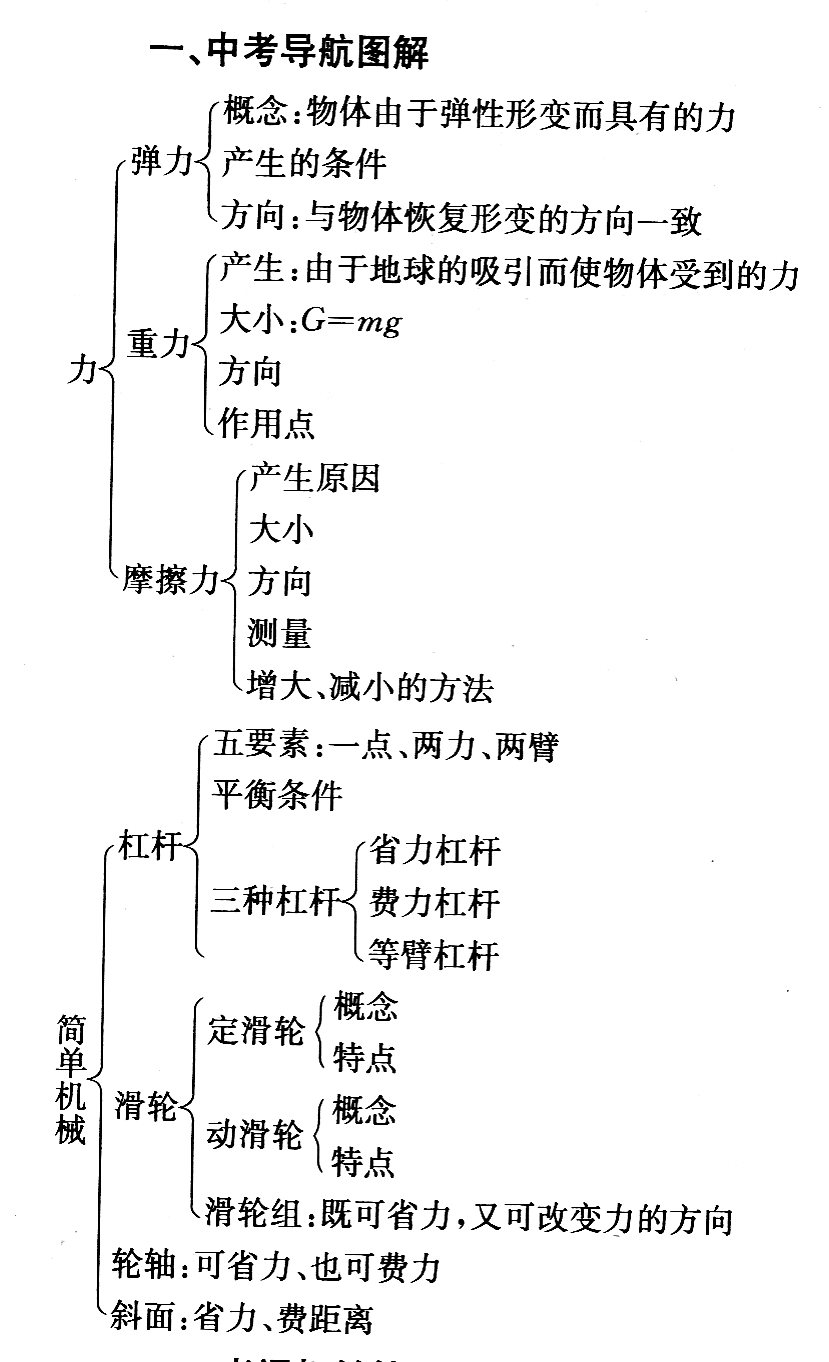 一、中考导航图解
概念:物体由于弹性形变而具有的力
弹力
产生的条件
方向:与物体恢复形变的方向一致
产生:由于地球的吸引而使物体受到的力
大小:G=mg
重力
方向
作用点
力
产生原因
大小
摩擦力
方向
测量
增大、减小的方法
五要素:一点、两力、两臂
平衡条件
杠杆
三种杠杆
省力杠杆
费力杠杆
等臂杠杆
简单机械
定滑轮
概念
特点
滑轮
动滑轮
概念
特点
滑轮组:既可省力,又可改变力的方向
轮轴:可省力、也可费力
斜面:省力、费距离